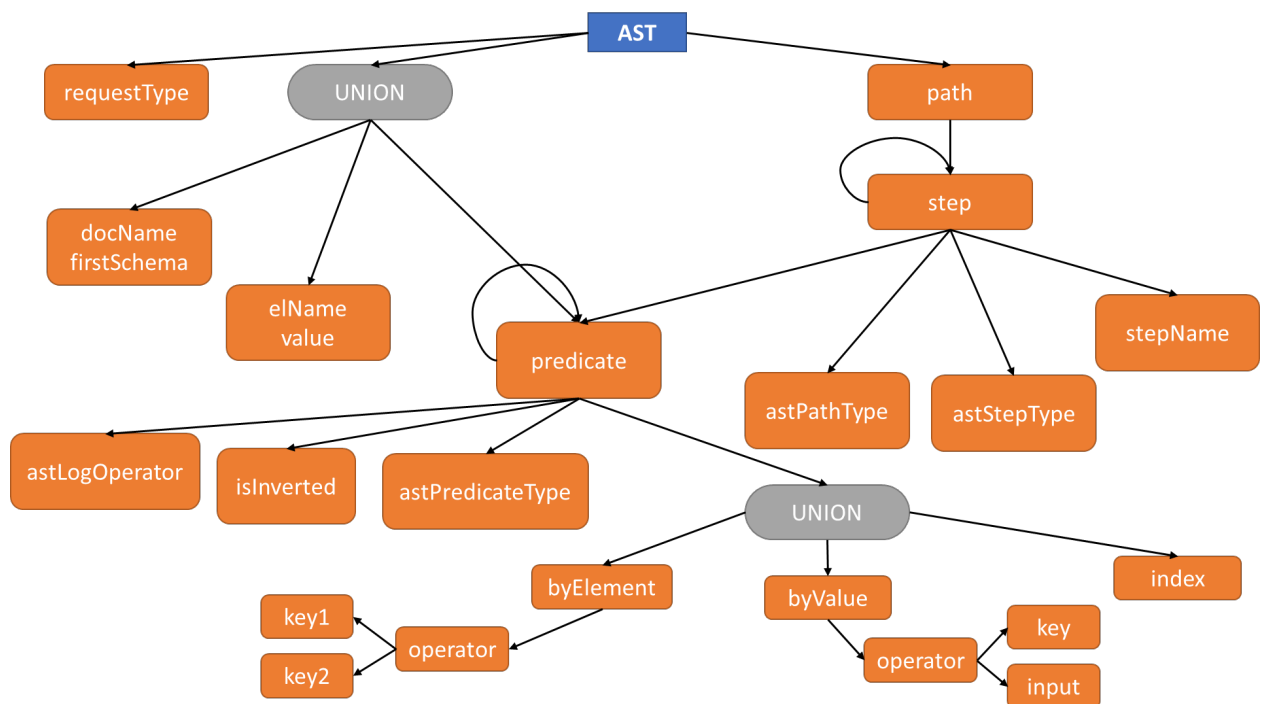 AST
requestType
UNION
path
step
docName
firstSchema
elName
value
stepName
predicate
astPathType
astStepType
astLogOperator
isInverted
astPredicateType
UNION
byElement
byValue
index
key1
operator
key2
key
operator
input